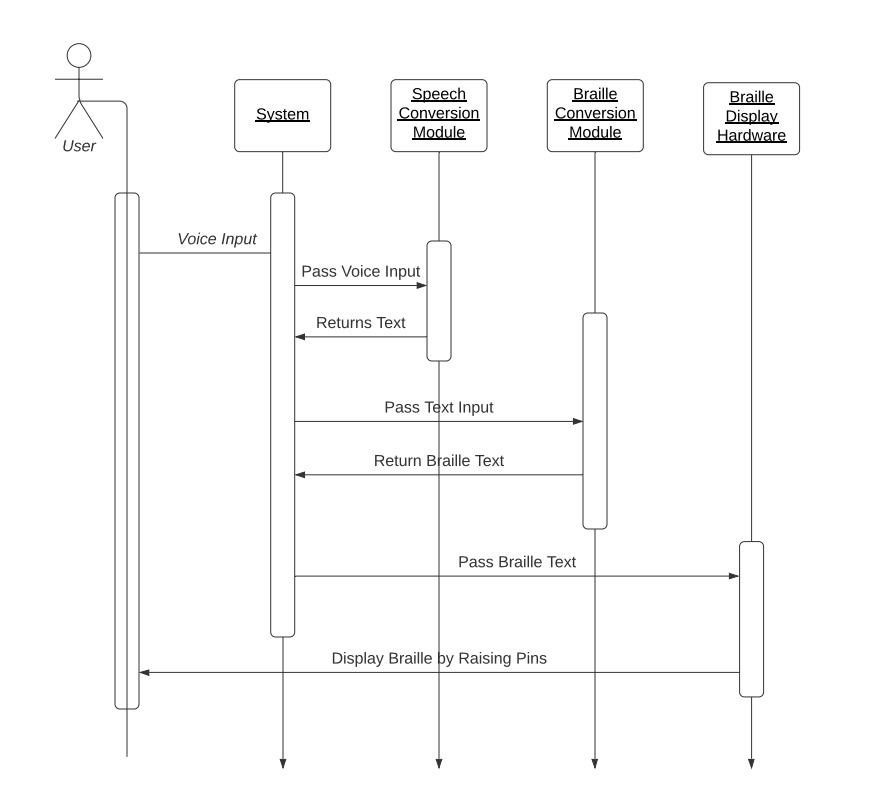 User
System
Speech
Conversion
Module
Braille
Conversion
Module
Braille
Display
Hardware
Voice Input
Pass Voice Input
Returns Text
Pass Text Input
Return Braille Text
Pass Braille Text
Display Braille by Raising Pins